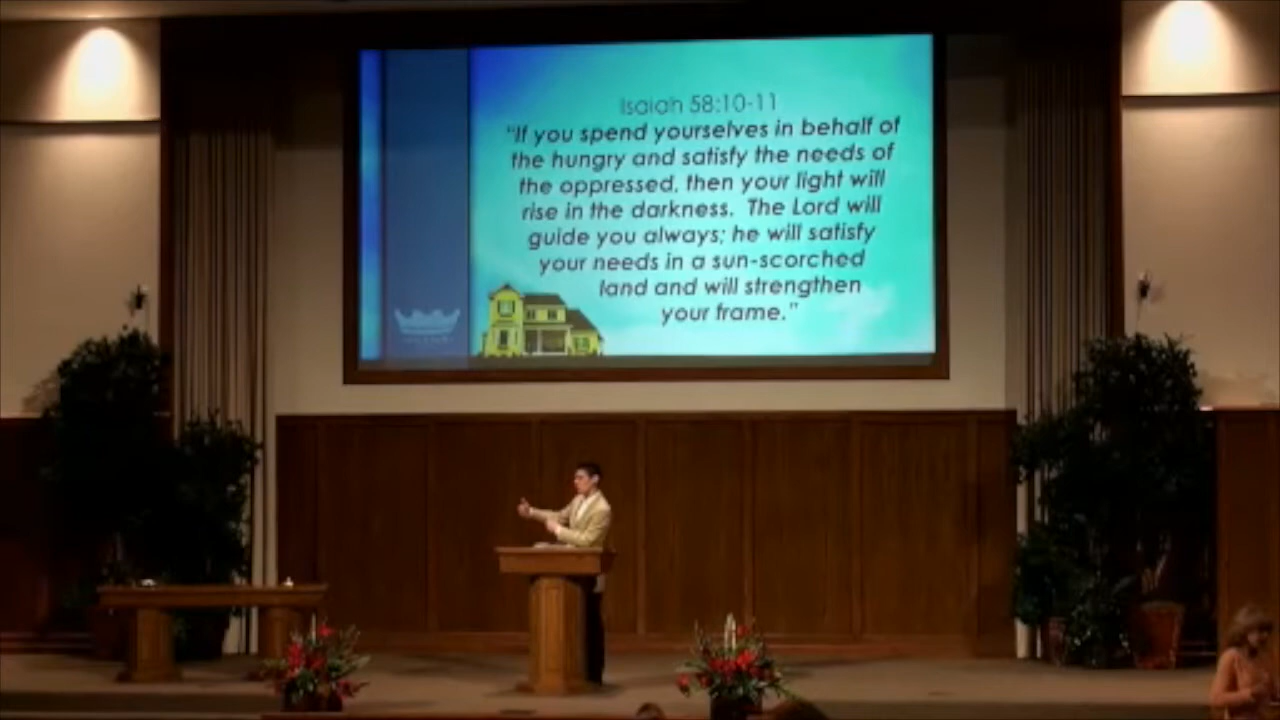 Isaiah 58:10-11
"If you spend yourselves in behalf of
the hungry and satisfy the needs of
the oppressed, then your light will
rise in the darkness. The Lord will
guide you always; he will satisfy
your needs in a sun-scorched
land and will strengthen
your frame."